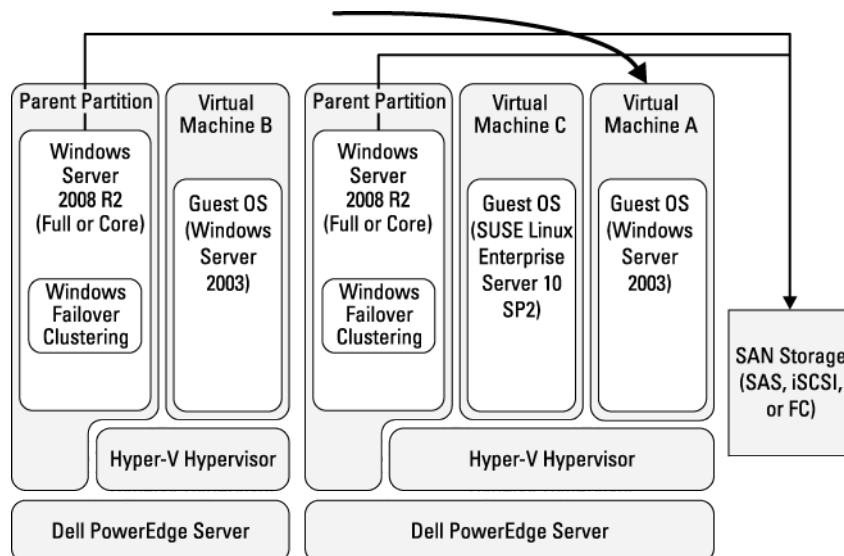 Parent Partition
Windows
Server
2008 R2
(Full or Core)
Windows
Failover
Clustering
Virtual
Machine B
Guest OS
(Windows
Server
2003)
Hyper-V Hypervisor
Dell PowerEdge Server
Parent Partition
Windows
Server
2008 R2
(Full or Core)
Windows
Failover
Clustering
Virtual
Machine C
Guest OS
(SUSE Linux
Enterprise
Server 10
SP2)
Virtual
Machine A
Guest OS
(Windows
Server
2003)
Hyper-V Hypervisor
Dell PowerEdge Server
SAN Storage
(SAS, iSCSI,
or FC)